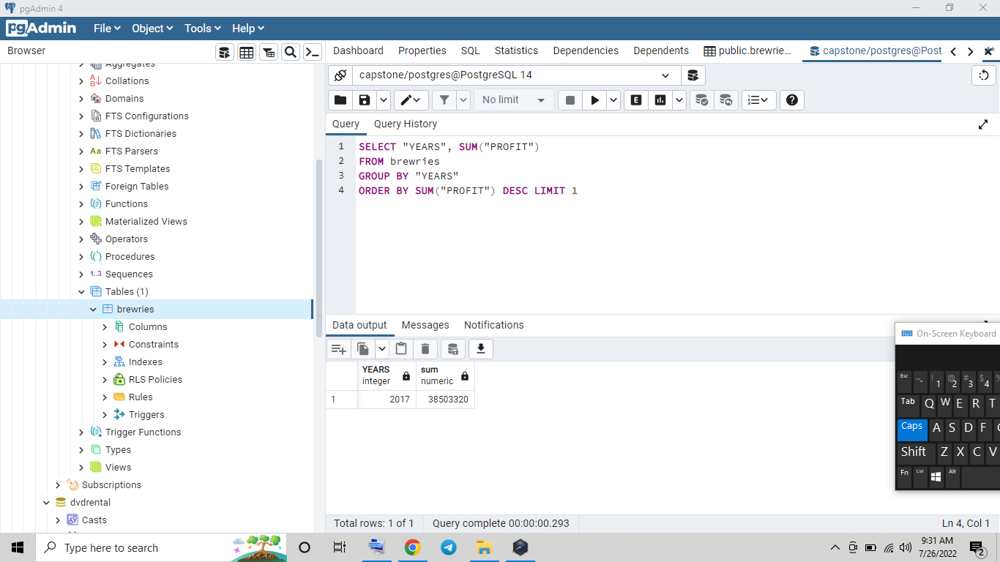 pgAdmin 4
pgAdmin File Object Tools Help
Browser
Dashboard Properties SQL Statistics Dependencies Dependents public.brewrie... capstone/postgres@Post
capstone/postgres@PostgreSQL 14
No limit
E
Query Query History
1 SELECT "YEARS", SUM("PROFIT")
2 FROM brewries
3 GROUP BY "YEARS"
4 ORDER BY SUM("PROFIT") DESC LIMIT 1
Aggregates
Collations
Domains
FTS Configurations
FTS Dictionaries
Aa FTS Parsers
FTS Templates
Foreign Tables
Functions
Materialized Views
Operators
Procedures
1..3 Sequences
Tables (1)
brewries
Columns
Constraints
Indexes
RLS Policies
Rules
Triggers
Trigger Functions
Types
Views
Subscriptions
dvdrental
Casts
Data output Messages Notifications
YEARS
integer
sum
numeric
1 2017 38503320
Total rows: 1 of 1 Query complete 00:00:00.293 Ln 4, Col 1
On-Screen Keyboard
Esc ~ ` ! 1 @ 2 # 3 $ 4
Tab Q W E R T
Caps A S D F
Shift Z X C V
Fn Ctrl Alt
Type here to search
9:31 AM
7/26/2022
2